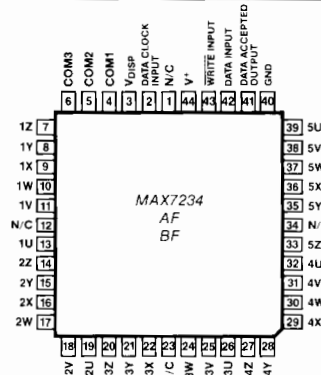 COM3
COM2
COM1
VDISP
DATA CLOCK
INPUT
N/C
V+
WRITE INPUT
DATA INPUT
DATA ACCEPTED
OUTPUT
GND
6 5 4 3 2 1 44 43 42 41 40
1Z 7
1Y 8
1X 9
1W 10
1V 11
N/C 12
1U 13
2Z 14
2Y 15
2X 16
2W 17
MAX7234
AF
BF
39 5U
38 5V
37 5W
36 5X
35 5Y
34 N/
33 5Z
32 4U
31 4V
30 4W
29 4X
18 19 20 21 22 23 24 25 26 27 28
2V
2U
3Z
3Y
3X
/C
3W
3V
3U
4Z
4Y